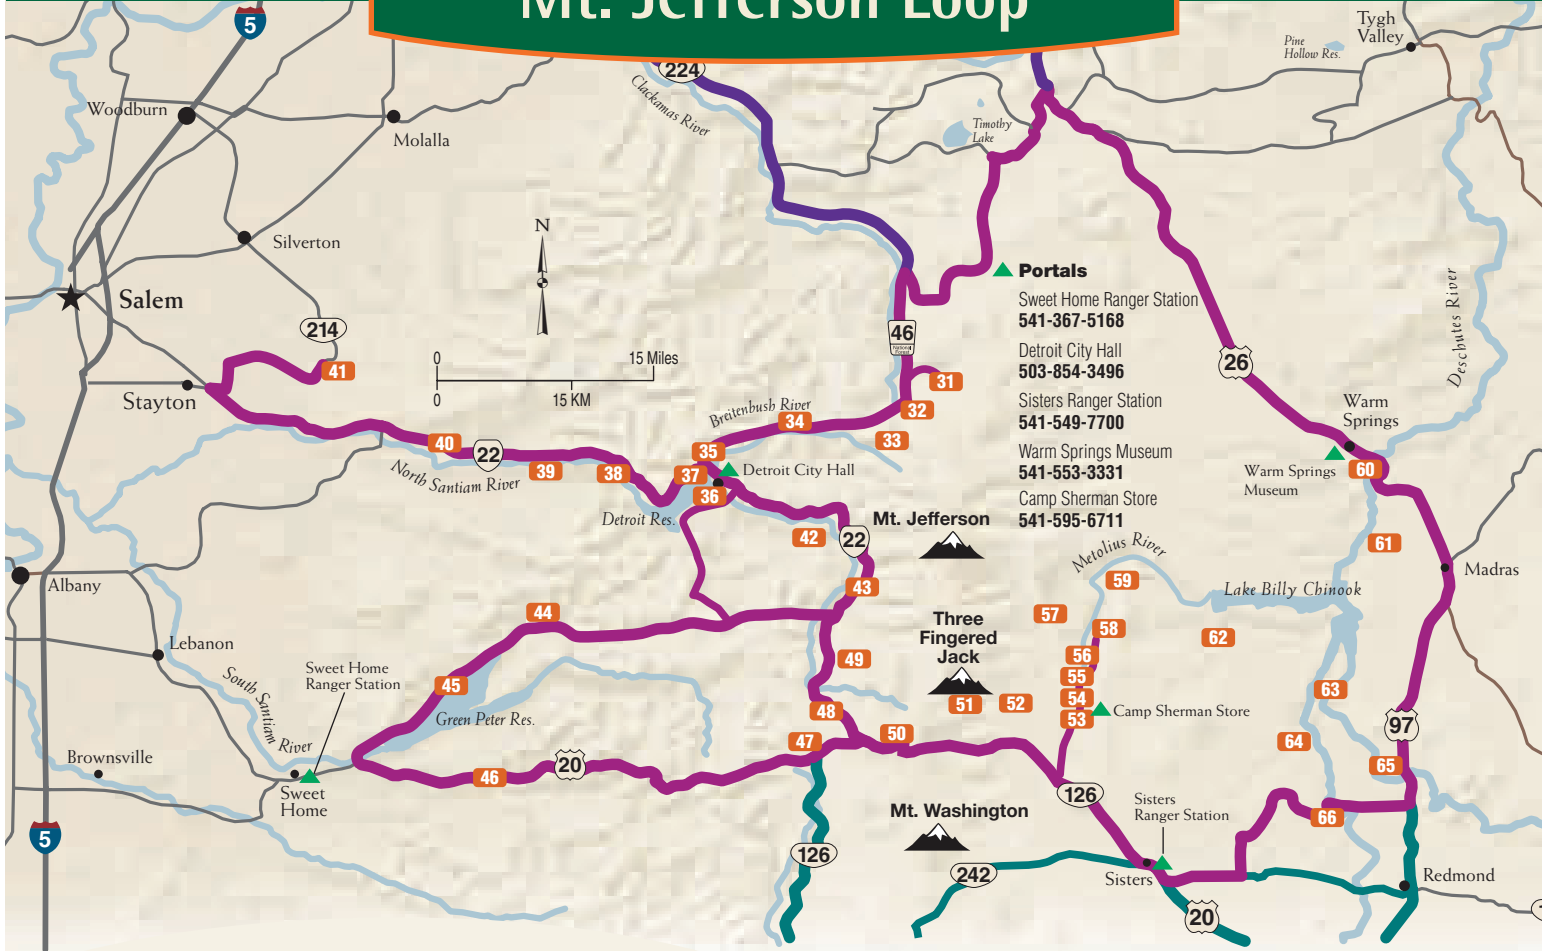 Mt. Jefferson Loop
5
224
Clackamas River
Pine
Hollow Res.
Tygh
Valley
Woodburn
Molalla
Timothy
Lake
Silverton
N
Salem
214
41
0
15 Miles
0
15 KM
Stayton
46
National
Forest
31
32
33
34
Breitenbush River
Portals
Sweet Home Ranger Station
541-367-5168
Detroit City Hall
503-854-3496
Sisters Ranger Station
541-549-7700
Warm Springs Museum
541-553-3331
Camp Sherman Store
541-595-6711
26
Deschutes River
Warm
Springs
Warm Springs
Museum
60
40
22
39
38
37
35
36
Detroit City Hall
North Santiam River
Detroit Res.
42
22
Mt. Jefferson
43
Metolius River
61
Madras
59
Lake Billy Chinook
Albany
44
57
58
62
Three
Fingered
Jack
Lebanon
Sweet Home
Ranger Station
45
49
56
55
54
53
51
52
63
South Santiam
River
Green Peter Res.
48
Camp Sherman Store
97
47
50
64
65
Brownsville
46
20
Sweet
Home
126
Sisters
Ranger Station
66
Mt. Washington
5
126
242
Sisters
Redmond
20